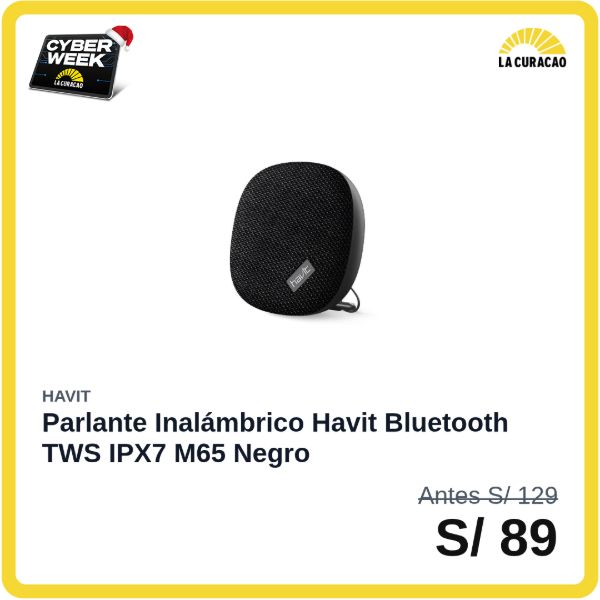 CYBER
WEEK
LA CURACAO
LA CURACAO
havit
HAVIT
Parlante Inalámbrico Havit Bluetooth
TWS IPX7 M65 Negro
Antes S/ 129
S/ 89